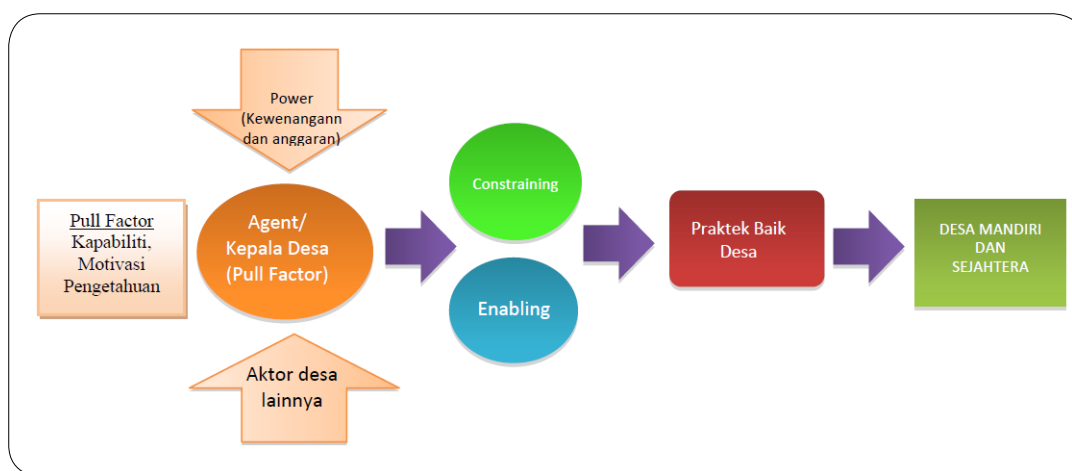 Power
(Kewenangann
dan anggaran)
Pull Factor
Kapabiliti,
Motivasi
Pengetahuan
Agent/
Kepala Desa
(Pull Factor)
Aktor desa
lainnya
Constraining
Enabling
Praktek Baik
Desa
DESA MANDIRI
DAN
SEJAHTERA